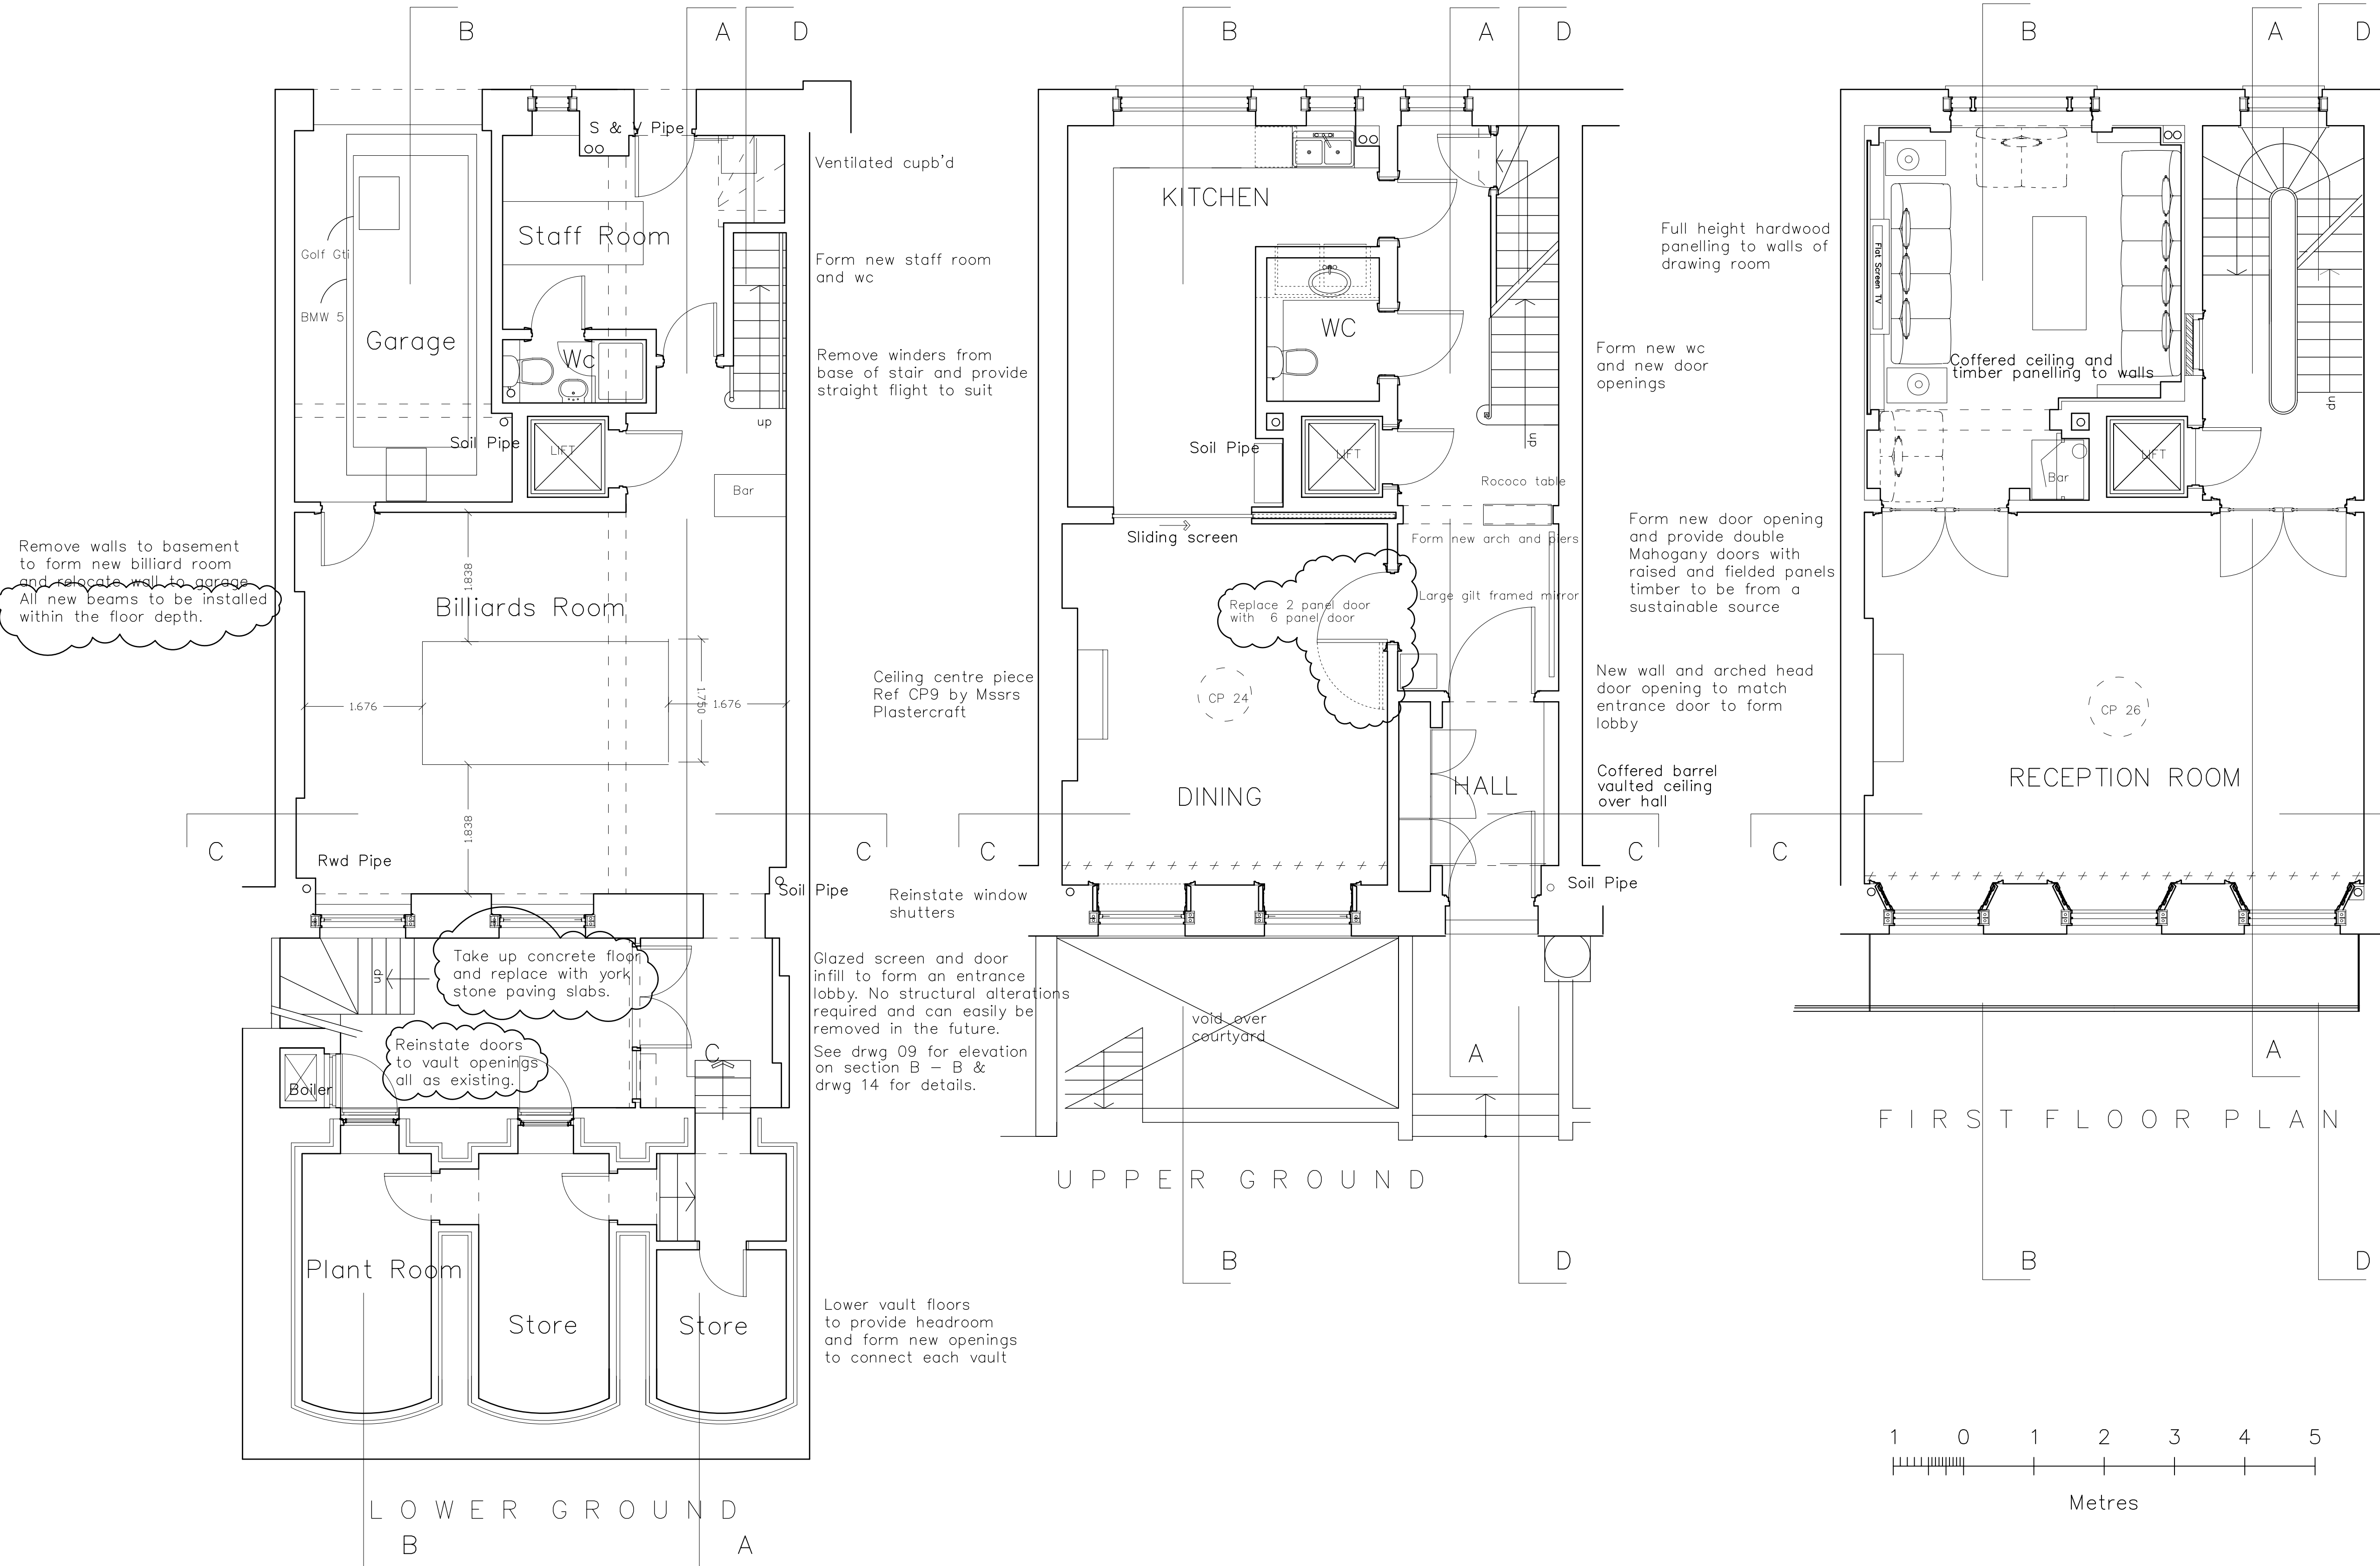 B
A
D
S & V Pipe
Ventilated cupb'd
Staff Room
Golf Gti
BMW 5
Garage
Form new staff room
and wc
Wc
Remove winders from
base of stair and provide
straight flight to suit
up
Soil Pipe
LIFT
Bar
Remove walls to basement
to form new billiard room
and relocate wall to garage
All new beams to be installed
within the floor depth.
1.838
Billiards Room
1.676
1.750
1.676
1.838
C
C
Rwd Pipe
Soil Pipe
Take up concrete floor
and replace with york
stone paving slabs.
up
Reinstate doors
to vault openings
all as existing.
Boiler
C
Glazed screen and door
infill to form an entrance
lobby. No structural alterations
required and can easily be
removed in the future.
See drwg 09 for elevation
on section B - B &
drwg 14 for details.
Plant Room
Store
Store
Lower vault floors
to provide headroom
and form new openings
to connect each vault
LOWER GROUND
B
A
B
A
D
KITCHEN
WC
Form new wc
and new door
openings
up
Soil Pipe
LIFT
Rococo table
Sliding screen
Form new arch and piers
Replace 2 panel door
with 6 panel door
Large gilt framed mirror
Ceiling centre piece
Ref CP9 by Mssrs
Plastercraft
CP 24
New wall and arched head
door opening to match
entrance door to form
lobby
DINING
HALL
Coffered barrel
vaulted ceiling
over hall
C
C
Reinstate window
shutters
Soil Pipe
void over
courtyard
A
UPPER GROUND
B
D
B
A
D
Full height hardwood
panelling to walls of
drawing room
Flat Screen TV
Coffered ceiling and
timber panelling to walls
up
Bar
LIFT
Form new door opening
and provide double
Mahogany doors with
raised and fielded panels
timber to be from a
sustainable source
CP 26
RECEPTION ROOM
C
A
FIRST FLOOR PLAN
B
D
1 0 1 2 3 4 5
Metres